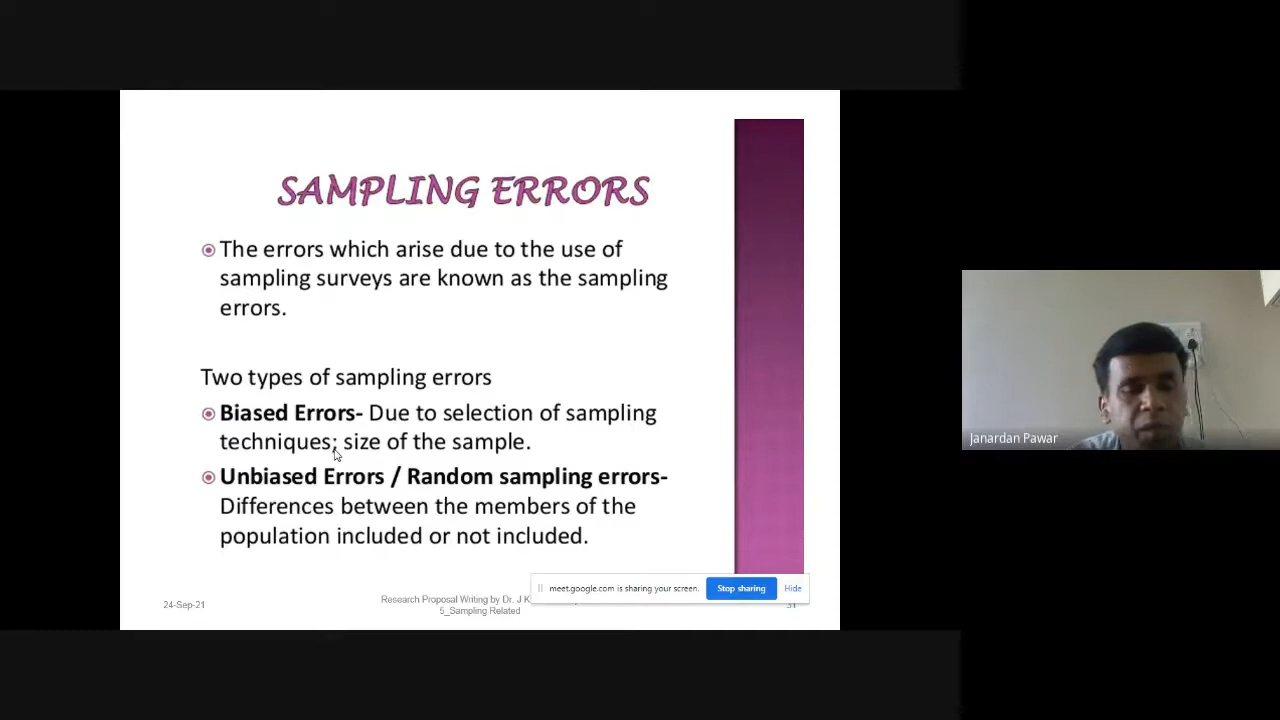 SAMPLING ERRORS
The errors which arise due to the use of
sampling surveys are known as the sampling
errors.
Two types of sampling errors
Biased Errors- Due to selection of sampling
techniques; size of the sample.
Unbiased Errors / Random sampling errors-
Differences between the members of the
population included or not included.
meet.google.com is sharing your screen.
Stop sharing
Hide
24-Sep-21
Research Proposal Writing by Dr. J K
5_Sampling Related
31
Janardan Pawar